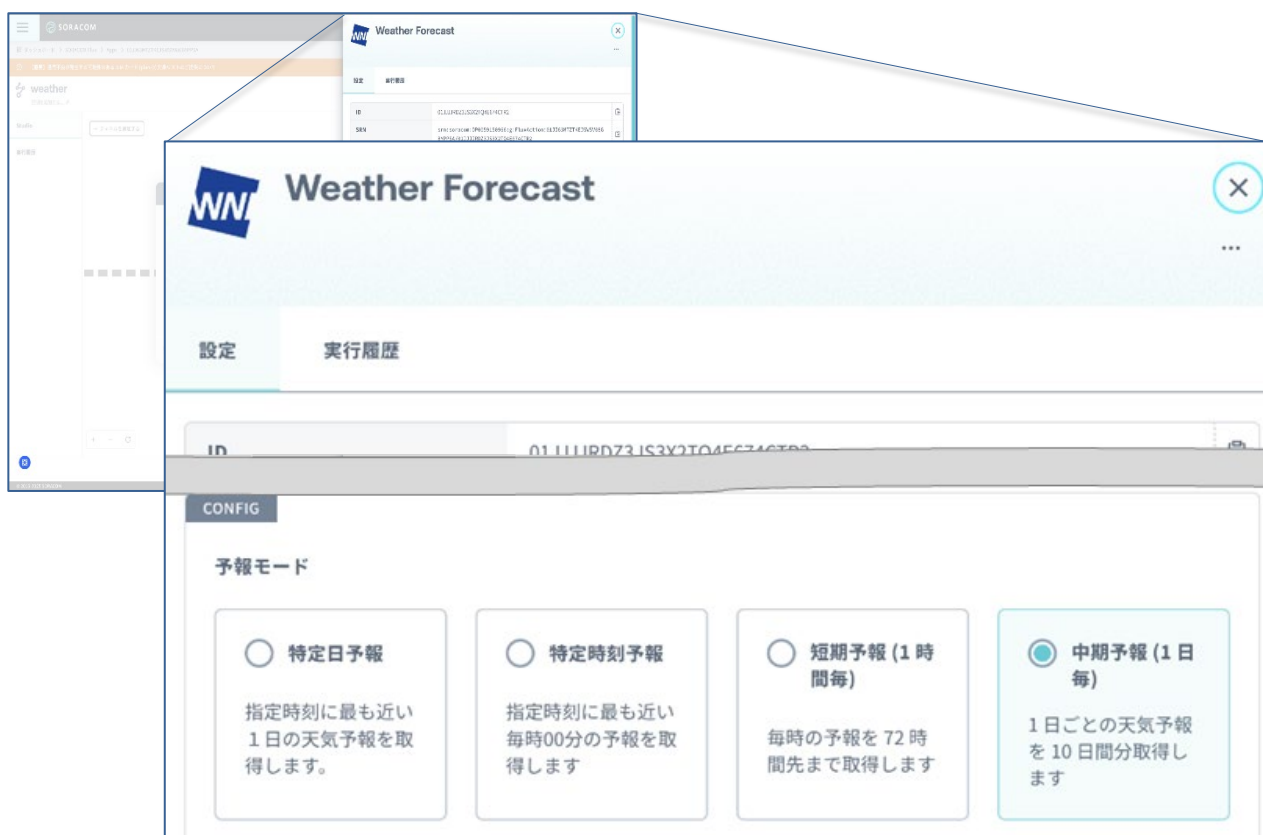 SORACOM
weather
Weather Forecast
設定
実行履歴
ID
SRN
WNI
Weather Forecast
設定
実行履歴
ID
CONFIG
予報モード
特定日予報
指定時刻に最も近い
１日の天気予報を取
得します。
特定時刻予報
指定時刻に最も近い
毎時00分の予報を取
得します
短期予報 (1 時
間毎)
毎時の予報を 72 時
間先まで取得します
中期予報 (1 日
毎)
1 日ごとの天気予報
を 10 日間分取得し
ます